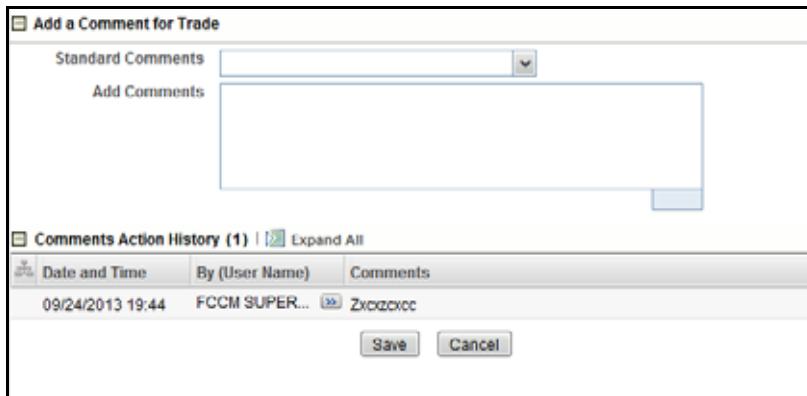 Add a Comment for Trade
Standard Comments
Add Comments
Comments Action History (1) | Expand All
Date and Time By (User Name) Comments
09/24/2013 19:44 FCCM SUPER... Zxcxzcxcc
Save Cancel